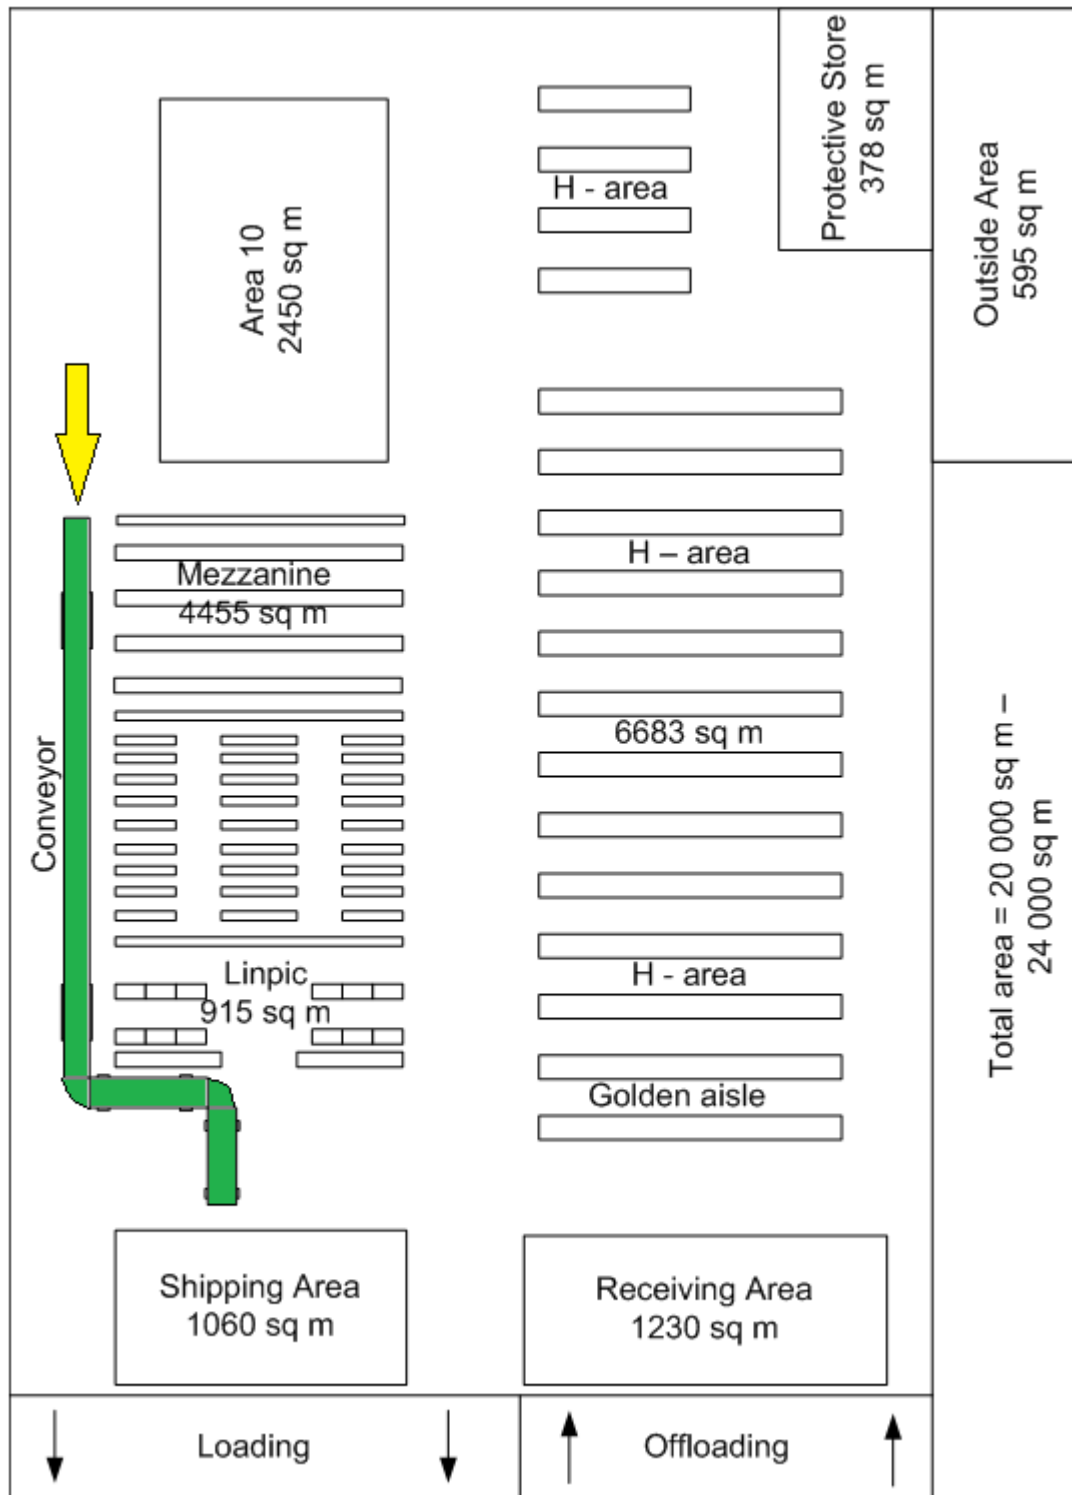 Protective Store
378 sq m
Outside Area
595 sq m
H - area
Area 10
2450 sq m
Mezzanine
4455 sq m
H – area
6683 sq m
Conveyor
Total area = 20 000 sq m –
24 000 sq m
Linpic
915 sq m
H - area
Golden aisle
Shipping Area
1060 sq m
Receiving Area
1230 sq m
Loading
Offloading